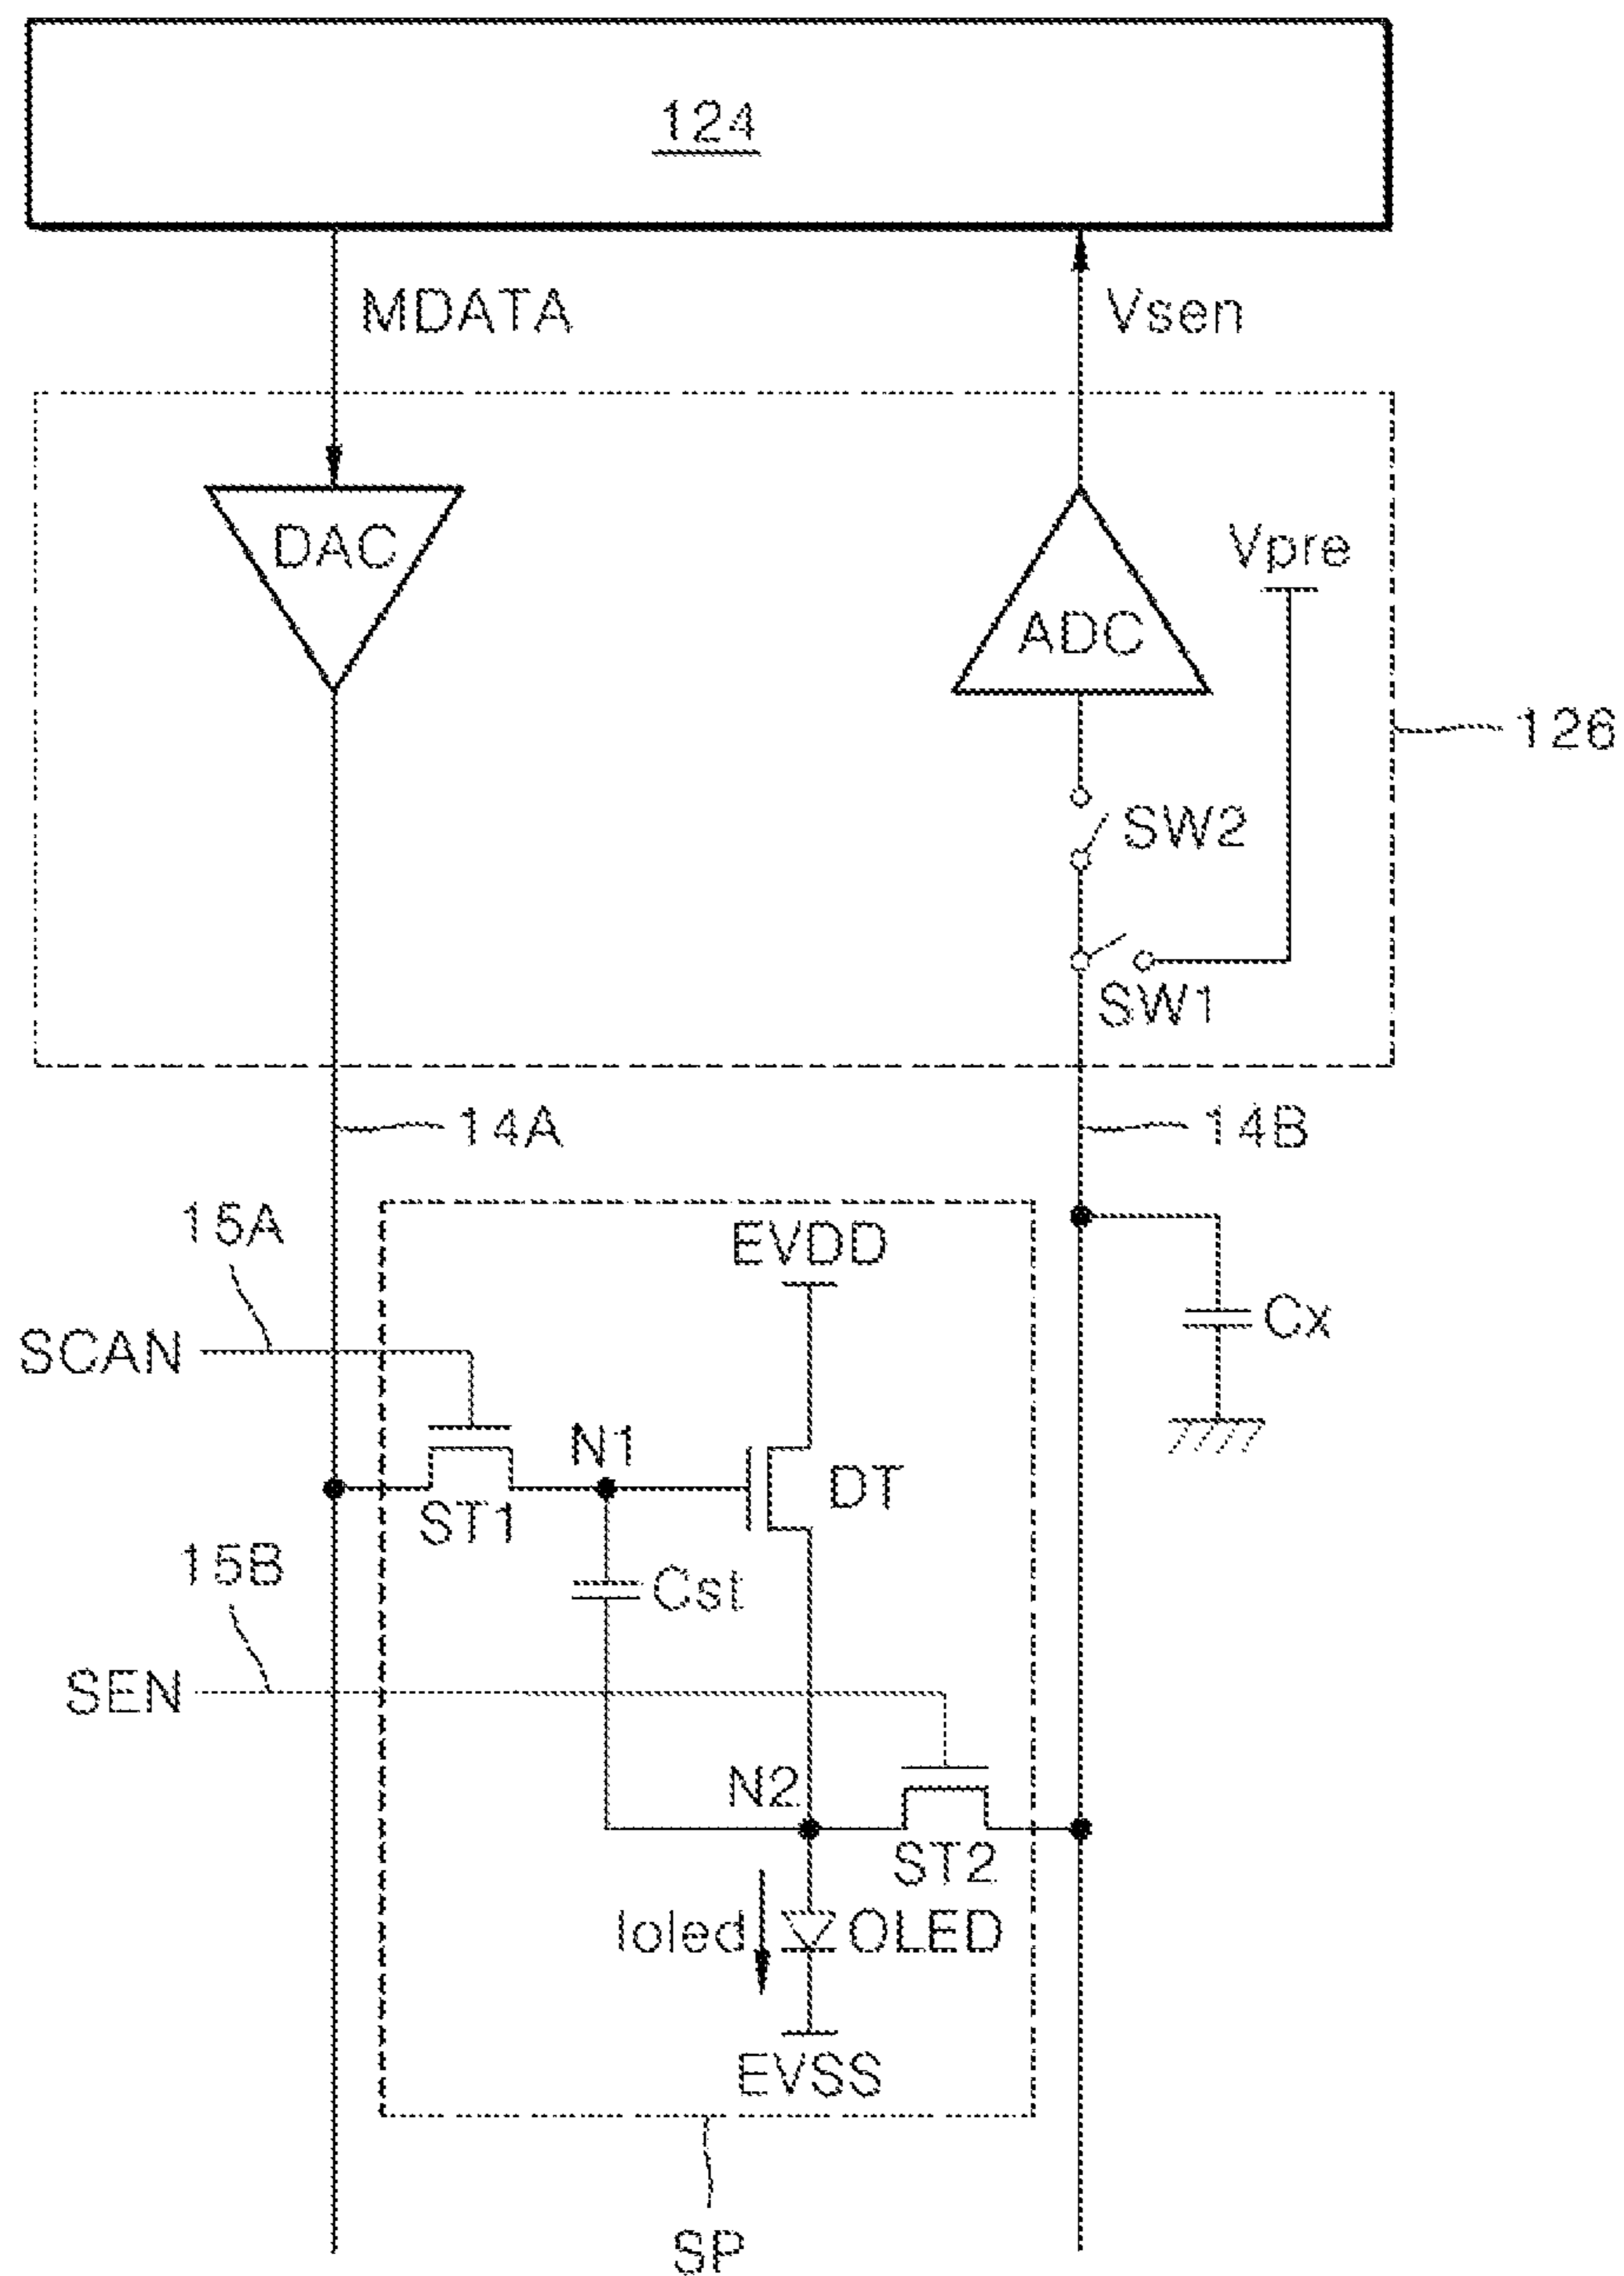 124
MDATA
Vsen
DAC
Vpre
ADC
126
SW2
SW1
14A
14B
15A
EVDD
SCAN
Cx
N1
DT
ST1
15B
Cst
SEN
N2
ST2
Ioled
OLED
EVSS
SP